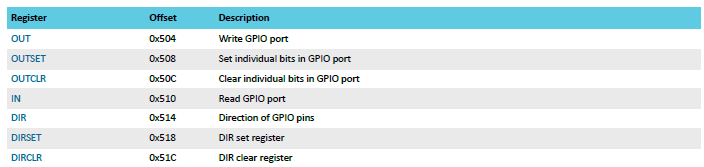 Register Offset Description
OUT 0x504 Write GPIO port
OUTSET 0x508 Set individual bits in GPIO port
OUTCLR 0x50C Clear individual bits in GPIO port
IN 0x510 Read GPIO port
DIR 0x514 Direction of GPIO pins
DIRSET 0x518 DIR set register
DIRCLR 0x51C DIR clear register